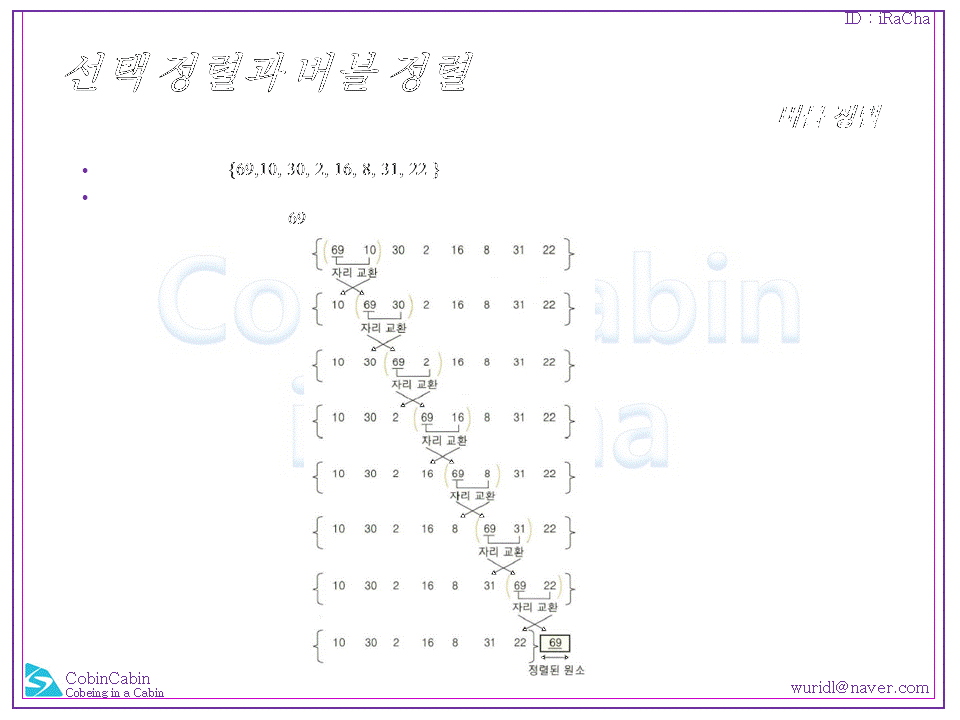 ID : iRaCha
선택 정렬과 버블 정렬
버블 정렬
• {69,10, 30, 2, 16, 8, 31, 22 }
•
69
{ ( 69 10 ) 30 2 16 8 31 22 }
자리 교환
{ 10 ( 69 30 ) 2 16 8 31 22 }
자리 교환
{ 10 30 ( 69 2 ) 16 8 31 22 }
자리 교환
{ 10 30 2 ( 69 16 ) 8 31 22 }
자리 교환
{ 10 30 2 16 ( 69 8 ) 31 22 }
자리 교환
{ 10 30 2 16 8 ( 69 31 ) 22 }
자리 교환
{ 10 30 2 16 8 31 ( 69 22 ) }
자리 교환
{ 10 30 2 16 8 31 22 } 69
정렬된 원소
CobinCabin
Cobeing in a Cabin
wuridl@naver.com